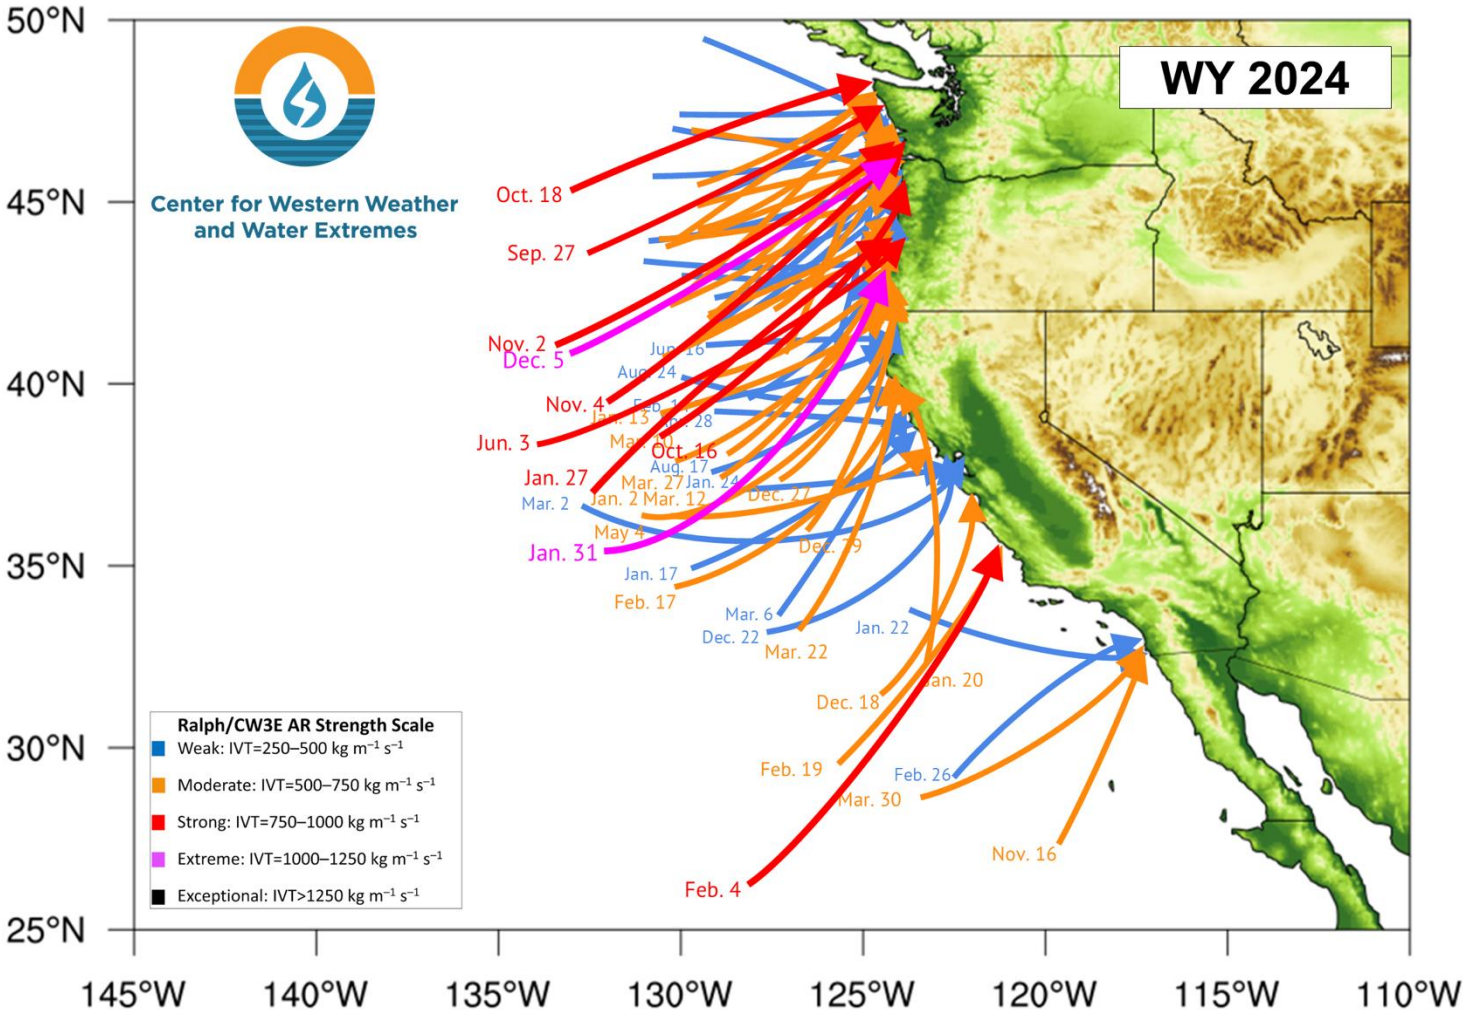 50°N
WY 2024
Center for Western Weather
and Water Extremes
45°N
Oct. 18
Sep. 27
Nov. 2
Dec. 5
Jun. 16
Aug. 24
40°N
Nov. 4
Feb. 1
Jan. 13
28
Jun. 3
Mar. 10
Oct. 16
Aug. 17
Jan. 27
Mar. 27
Jan. 24
Mar. 2
Jan. 2
Mar. 12
Dec. 27
May 4
Jan. 31
35°N
Jan. 17
Feb. 17
Mar. 6
Dec. 22
Jan. 22
Mar. 22
Jan. 20
Dec. 18
Ralph/CW3E AR Strength Scale
Weak: IVT=250–500 kg m⁻¹ s⁻¹
30°N
Feb. 19
Feb. 26
Moderate: IVT=500–750 kg m⁻¹ s⁻¹
Mar. 30
Strong: IVT=750–1000 kg m⁻¹ s⁻¹
Nov. 16
Extreme: IVT=1000–1250 kg m⁻¹ s⁻¹
Feb. 4
Exceptional: IVT>1250 kg m⁻¹ s⁻¹
25°N
145°W 140°W 135°W 130°W 125°W 120°W 115°W 110°W